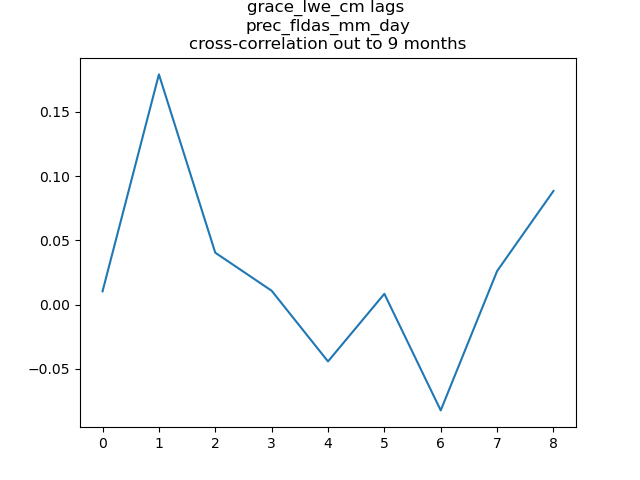 grace_lwe_cm lags
prec_fldas_mm_day
cross-correlation out to 9 months
0.15
0.10
0.05
0.00
−0.05
0 1 2 3 4 5 6 7 8